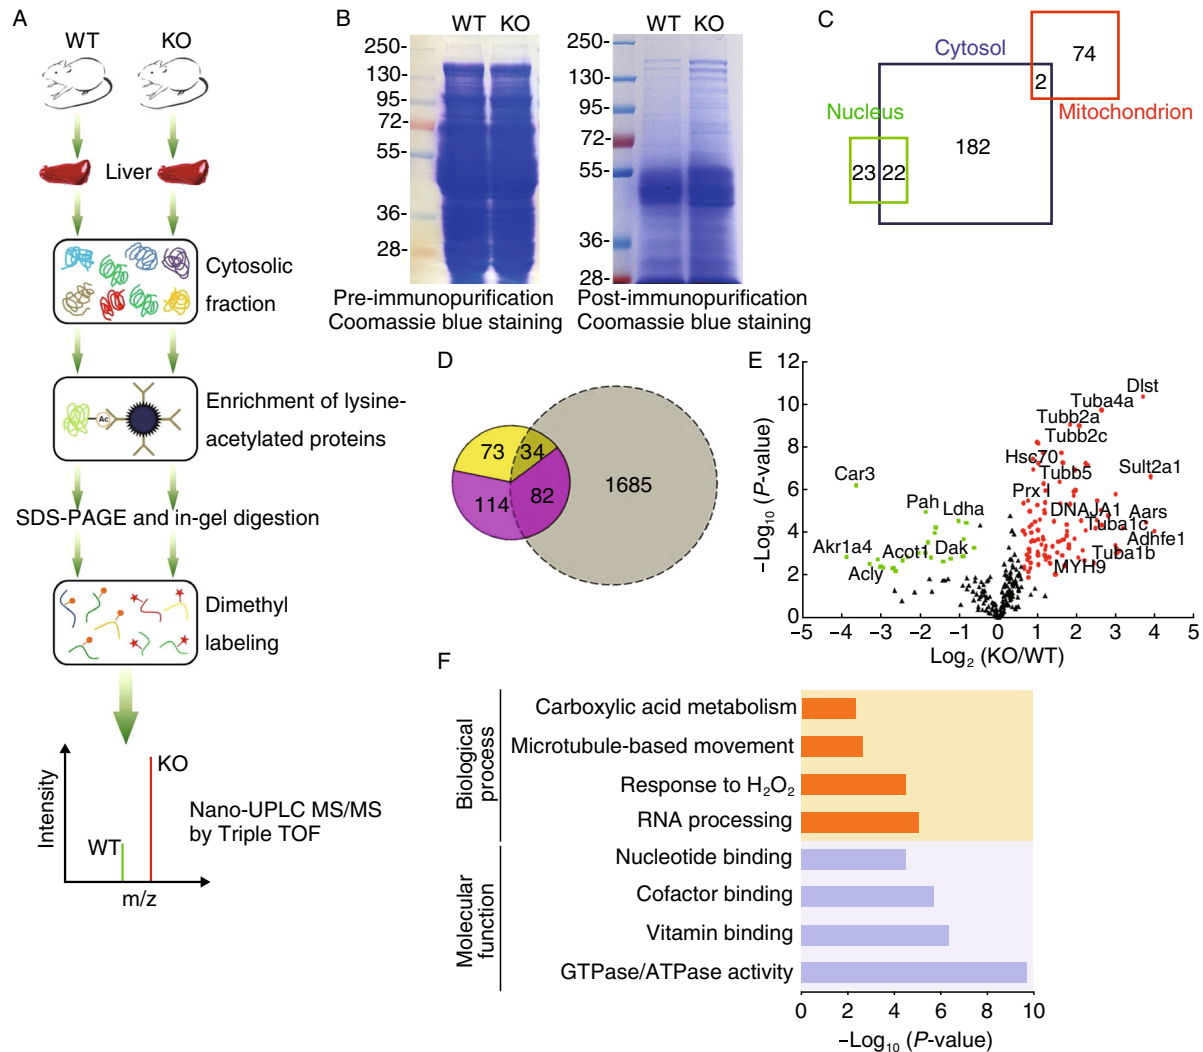 A
WT
KO
Liver
Cytosolic
fraction
Ac
Enrichment of lysine-
acetylated proteins
SDS-PAGE and in-gel digestion
Dimethyl
labeling
Intensity
WT
KO
m/z
Nano-UPLC MS/MS
by Triple TOF
B
WT KO
250-
130-
95-
72-
55-
36-
28-
Pre-immunopurification
Coomassie blue staining
WT KO
250-
130-
95-
72-
55-
36-
28-
Post-immunopurification
Coomassie blue staining
C
Cytosol
74
2
Nucleus
Mitochondrion
182
23
22
D
73
34
114
82
1685
E
−Log10 (P-value)
12
10
8
6
4
2
0
Dlst
Tuba4a
Tubb2a
Tubb2c
Hsc70
Sult2a1
Tubb5
Car3
Prx I
Pah
Ldha
DNAJA1
Aars
Tuba1c
Adhfe1
Akr1a4
Acot1
Dak
Tuba1b
Acly
MYH9
−5 −4 −3 −2 −1 0 1 2 3 4 5
Log2 (KO/WT)
F
Biological
process
Carboxylic acid metabolism
Microtubule-based movement
Response to H2O2
RNA processing
Molecular
function
Nucleotide binding
Cofactor binding
Vitamin binding
GTPase/ATPase activity
0 2 4 6 8 10
−Log10 (P-value)